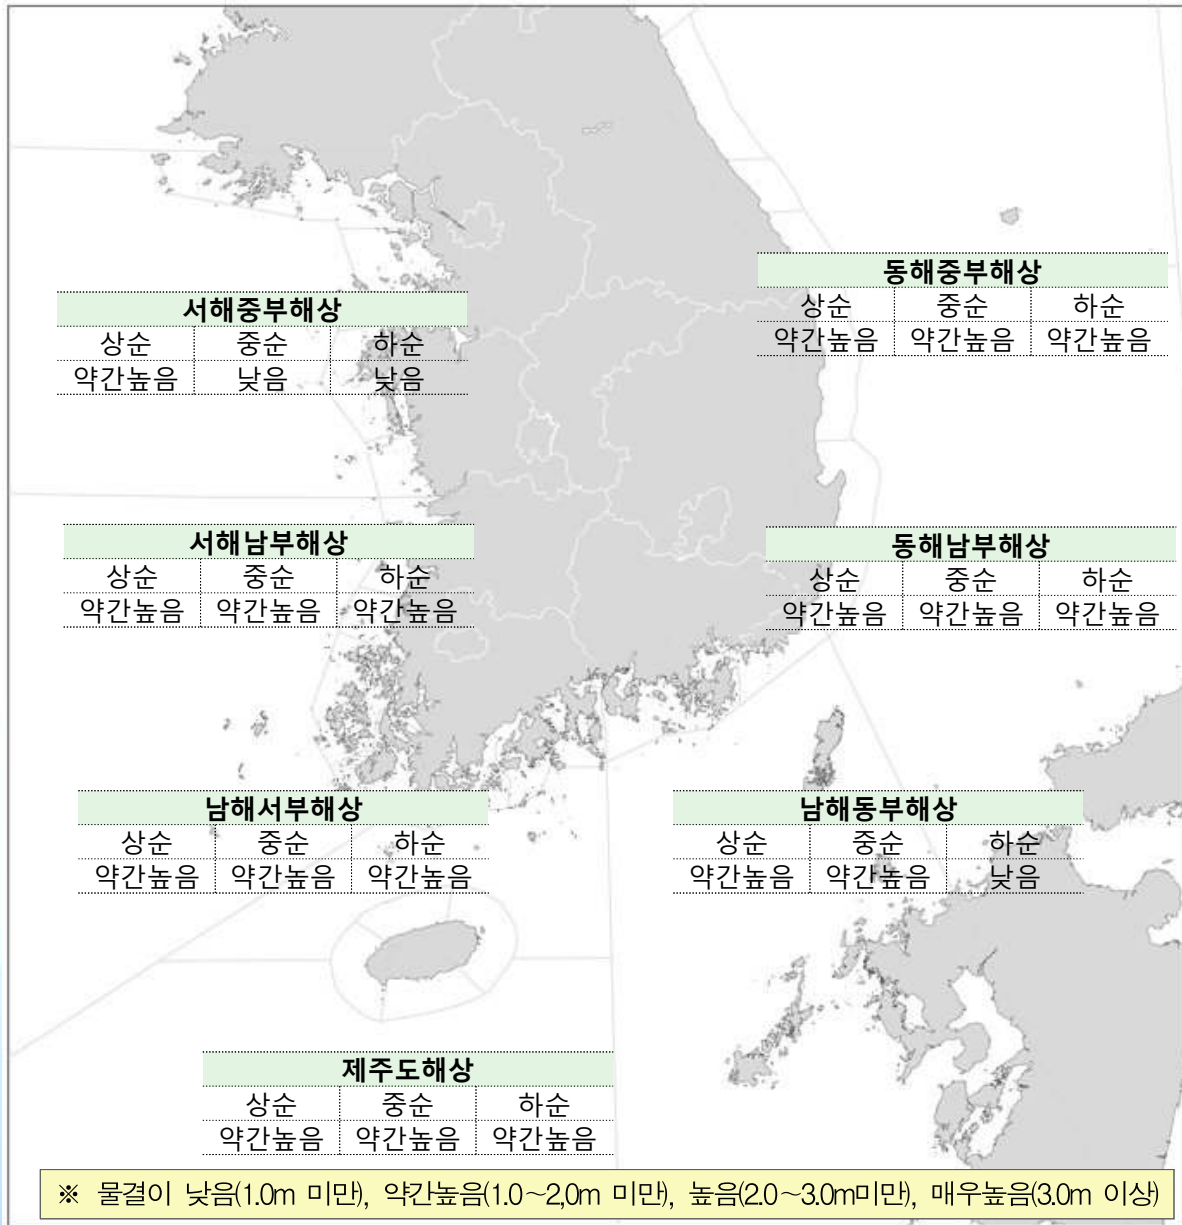 동해중부해상
상순 중순 하순
약간높음 약간높음 약간높음
서해중부해상
상순 중순 하순
약간높음 낮음 낮음
서해남부해상
상순 중순 하순
약간높음 약간높음 약간높음
동해남부해상
상순 중순 하순
약간높음 약간높음 약간높음
남해서부해상
상순 중순 하순
약간높음 약간높음 약간높음
남해동부해상
상순 중순 하순
약간높음 약간높음 낮음
제주도해상
상순 중순 하순
약간높음 약간높음 약간높음
※ 물결이 낮음(1.0m 미만), 약간높음(1.0~2,0m 미만), 높음(2.0~3.0m미만), 매우높음(3.0m 이상)